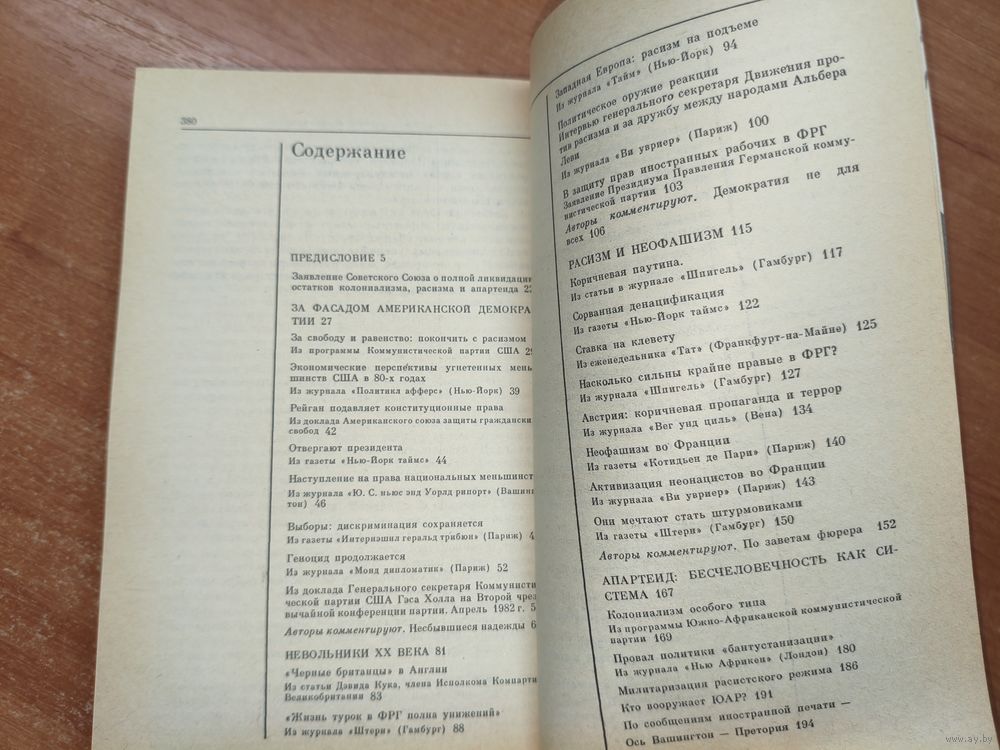 380
Содержание
ПРЕДИСЛОВИЕ 5
Заявление Советского Союза о полной ликвидации
остатков колониализма, расизма и апартеида
ЗА ФАСАДОМ АМЕРИКАНСКОЙ ДЕМОКРА
ТИИ 27
За свободу и равенство: покончить с расизмом
Из программы Коммунистической партии США
Экономические перспективы угнетенных мень
шинств США в 80-х годах
Из журнала «Политикл афферс» (Нью-Йорк) 39
Рейган подавляет конституционные права
Из доклада Американского союза защиты граждански
свобод 42
Отвергают президента
Из газеты «Нью-Йорк таймс» 44
Наступление на права национальных меньшинст
Из журнала «Ю. С. ньюс энд Уорлд рипорт» (Вашинг
тон) 46
Выборы: дискриминация сохраняется
Из газеты «Интернэшнл геральд трибюн» (Париж)
Геноцид продолжается
Из журнала «Монд дипломатик» (Париж) 52
Из доклада Генерального секретаря Коммунисти
ческой партии США Гэса Холла на Второй чрез
вычайной конференции партии. Апрель 1982 г.
Авторы комментируют. Несбывшиеся надежды
НЕВОЛЬНИКИ XX ВЕКА 81
«Черные британцы» в Англии
Из статьи Дэвида Кука, члена Исполкома Компарти
Великобритании 83
«Жизнь турок в ФРГ полна унижений»
Из журнала «Штерн» (Гамбург) 88
Западная Европа: расизм на подъеме
Из журнала «Тайм» (Нью-Йорк) 94
Политическое оружие реакции
Интервью генерального секретаря Движения про-
тив расизма и за дружбу между народами Альбера
Леви
Из журнала «Ви увриер» (Париж) 100
В защиту прав иностранных рабочих в ФРГ
Заявление Президиума Правления Германской комму-
нистической партии 103
Авторы комментируют. Демократия не для
всех 106
РАСИЗМ И НЕОФАШИЗМ 115
Коричневая паутина.
Из статьи в журнале «Шпигель» (Гамбург) 117
Сорванная денацификация
Из газеты «Нью-Йорк таймс» 122
Ставка на клевету
Из еженедельника «Тат» (Франкфурт-на-Майне) 125
Насколько сильны крайне правые в ФРГ?
Из журнала «Шпигель» (Гамбург) 127
Австрия: коричневая пропаганда и террор
Из журнала «Вег унд циль» (Вена) 134
Неофашизм во Франции
Из газеты «Котидьен де Пари» (Париж) 140
Активизация неонацистов во Франции
Из журнала «Ви увриер» (Париж) 143
Они мечтают стать штурмовиками
Из газеты «Штерн» (Гамбург) 150
Авторы комментируют. По заветам фюрера 152
АПАРТЕИД: БЕСЧЕЛОВЕЧНОСТЬ КАК СИ-
СТЕМА 167
Колониализм особого типа
Из программы Южно-Африканской коммунистической
партии 169
Провал политики «бантустанизации»
Из журнала «Нью Африкен» (Лондон) 180
Милитаризация расистского режима 186
Кто вооружает ЮАР? 191
По сообщениям иностранной печати —
Ось Вашингтон — Претория 194
www.ay.by